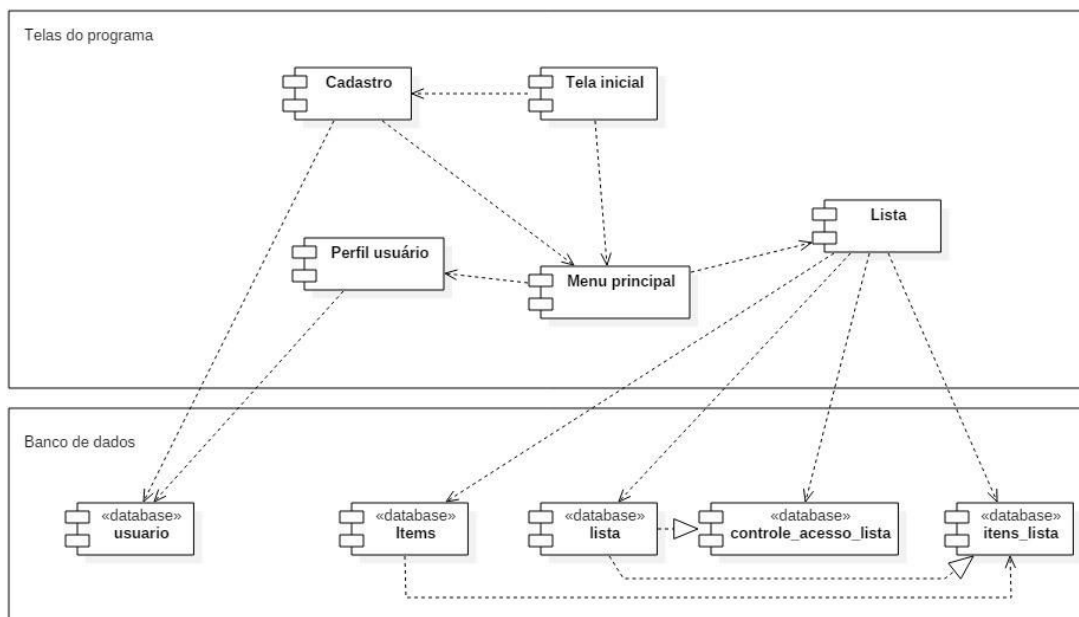 Telas do programa
Cadastro
Tela inicial
Lista
Perfil usuário
Menu principal
Banco de dados
«database»
usuario
«database»
Items
«database»
lista
«database»
controle_acesso_lista
«database»
itens_lista